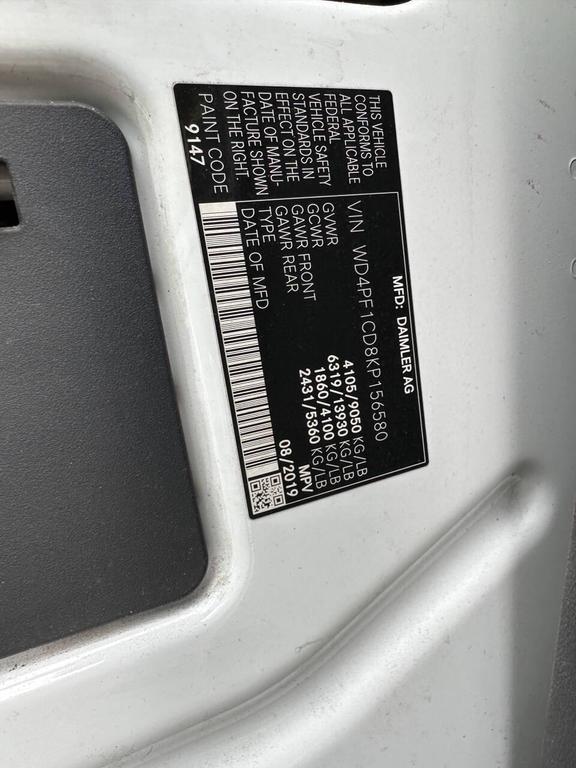 MFD: DAIMLER AG
THIS VEHICLE
CONFORMS TO
ALL APPLICABLE
FEDERAL
VEHICLE SAFETY
STANDARDS IN
EFFECT ON THE
DATE OF MANU-
FACTURE SHOWN
ON THE RIGHT.
PAINT CODE
9147
VIN WD4PF1CD8KP156580
GVWR 4105/9050 KG/LB
GCWR 6319/13930 KG/LB
GAWR FRONT 1860/4100 KG/LB
GAWR REAR 2431/5360 KG/LB
TYPE MPV
DATE OF MFD 08/2019